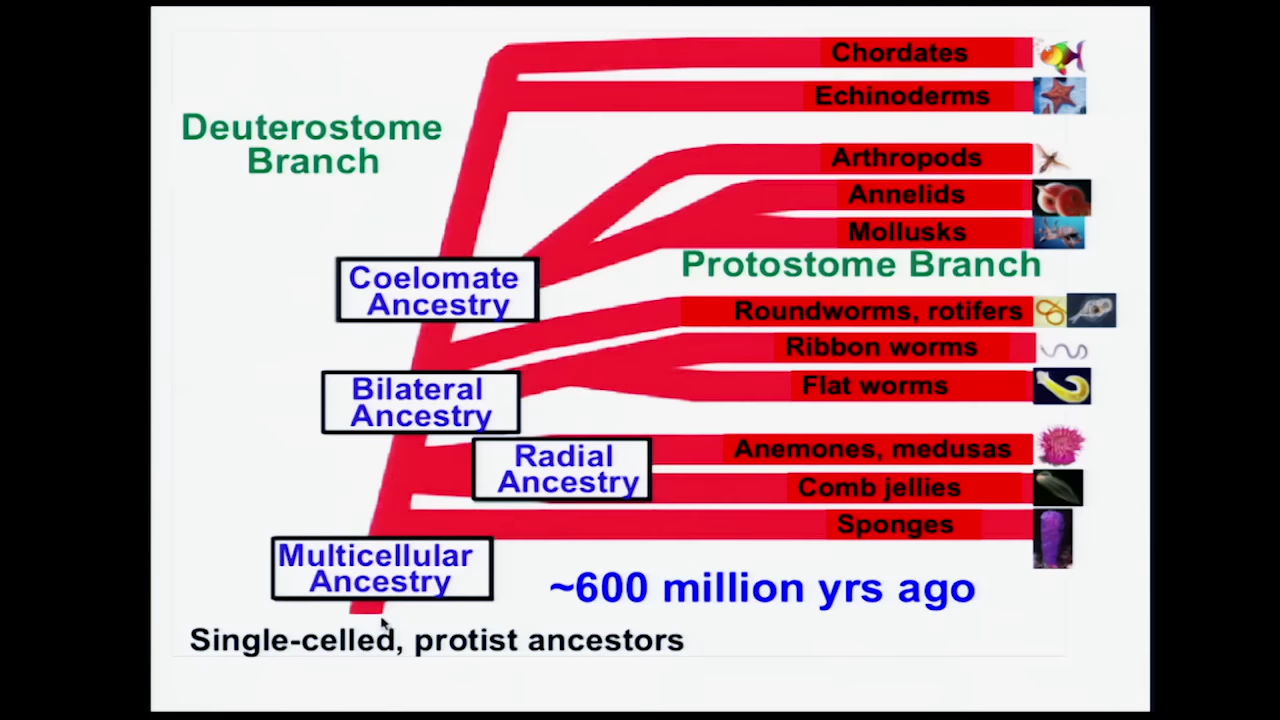 Chordates
Echinoderms
Deuterostome
Branch
Arthropods
Annelids
Mollusks
Protostome Branch
Coelomate
Ancestry
Roundworms, rotifers
Ribbon worms
Flat worms
Bilateral
Ancestry
Anemones, medusas
Radial
Ancestry
Comb jellies
Sponges
Multicellular
Ancestry
~600 million yrs ago
Single-celled, protist ancestors